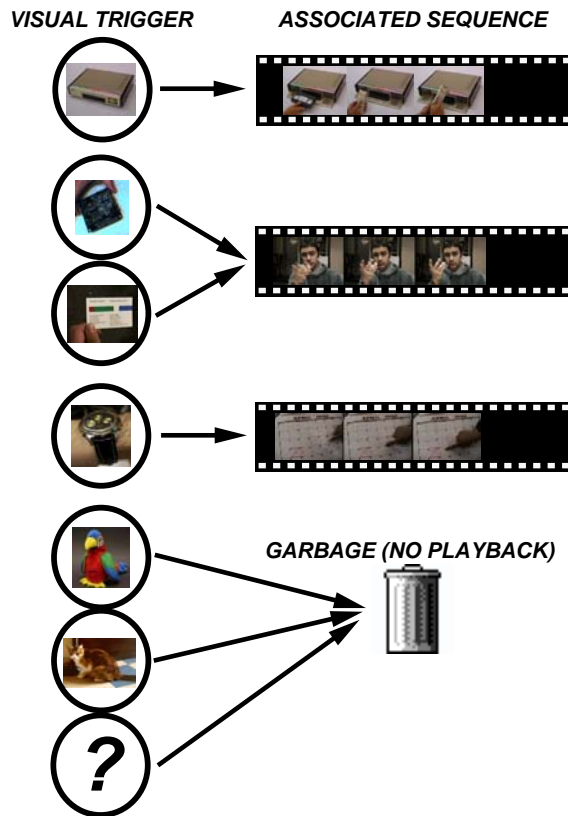 VISUAL TRIGGER
ASSOCIATED SEQUENCE
GARBAGE (NO PLAYBACK)
?